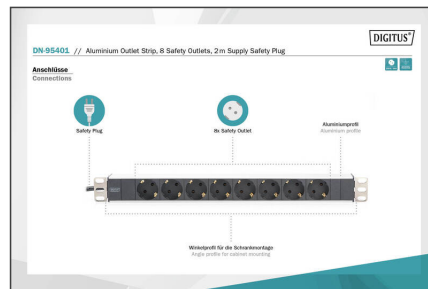 DIGITUS®
DN-95401 // Aluminium Outlet Strip, 8 Safety Outlets, 2 m Supply Safety Plug
Anschlüsse
Connections
Safety Plug
8x Safety Outlet
Aluminiumprofil
Aluminium profile
Winkelprofil für die Schrankmontage
Angle profile for cabinet mounting